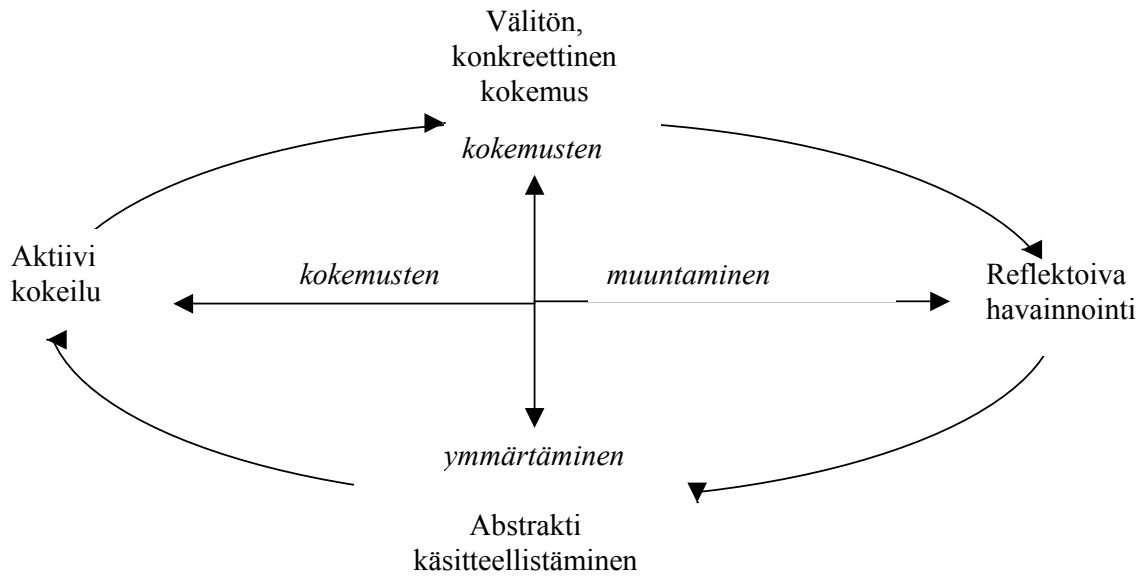 Välitön,
konkreettinen
kokemus
kokemusten
Aktiivi
kokeilu
kokemusten
muuntaminen
Reflektoiva
havainnointi
ymmärtäminen
Abstrakti
käsitteellistäminen